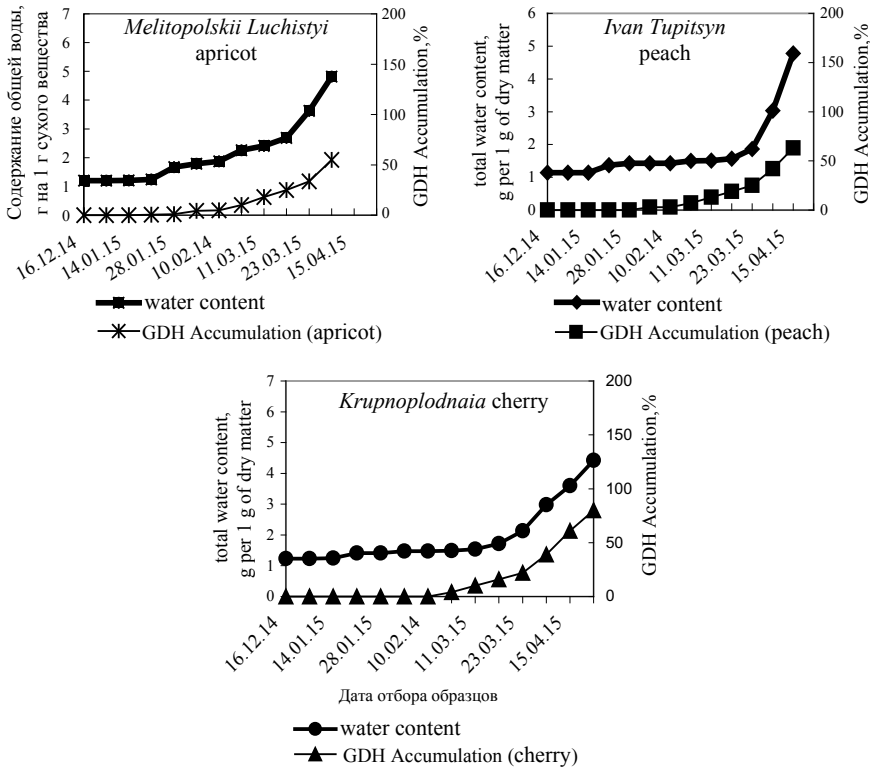 Melitopolskii Luchistyi
apricot
Содержание общей воды,
г на 1 г сухого вещества
7
6
5
4
3
2
1
0
200
150
100
50
0
GDH Accumulation,%
16.12.14
14.01.15
28.01.15
10.02.14
11.03.15
23.03.15
15.04.15
water content
GDH Accumulation (apricot)
Ivan Tupitsyn
peach
total water content,
g per 1 g of dry matter
6
5
4
3
2
1
0
200
150
100
50
0
GDH Accumulation,%
16.12.14
14.01.15
28.01.15
10.02.14
11.03.15
23.03.15
15.04.15
water content
GDH Accumulation (peach)
Krupnoplodnaia cherry
total water content,
g per 1 g of dry matter
7
6
5
4
3
2
1
0
200
150
100
50
0
GDH Accumulation,%
16.12.14
14.01.15
28.01.15
10.02.14
11.03.15
23.03.15
15.04.15
Дата отбора образцов
water content
GDH Accumulation (cherry)